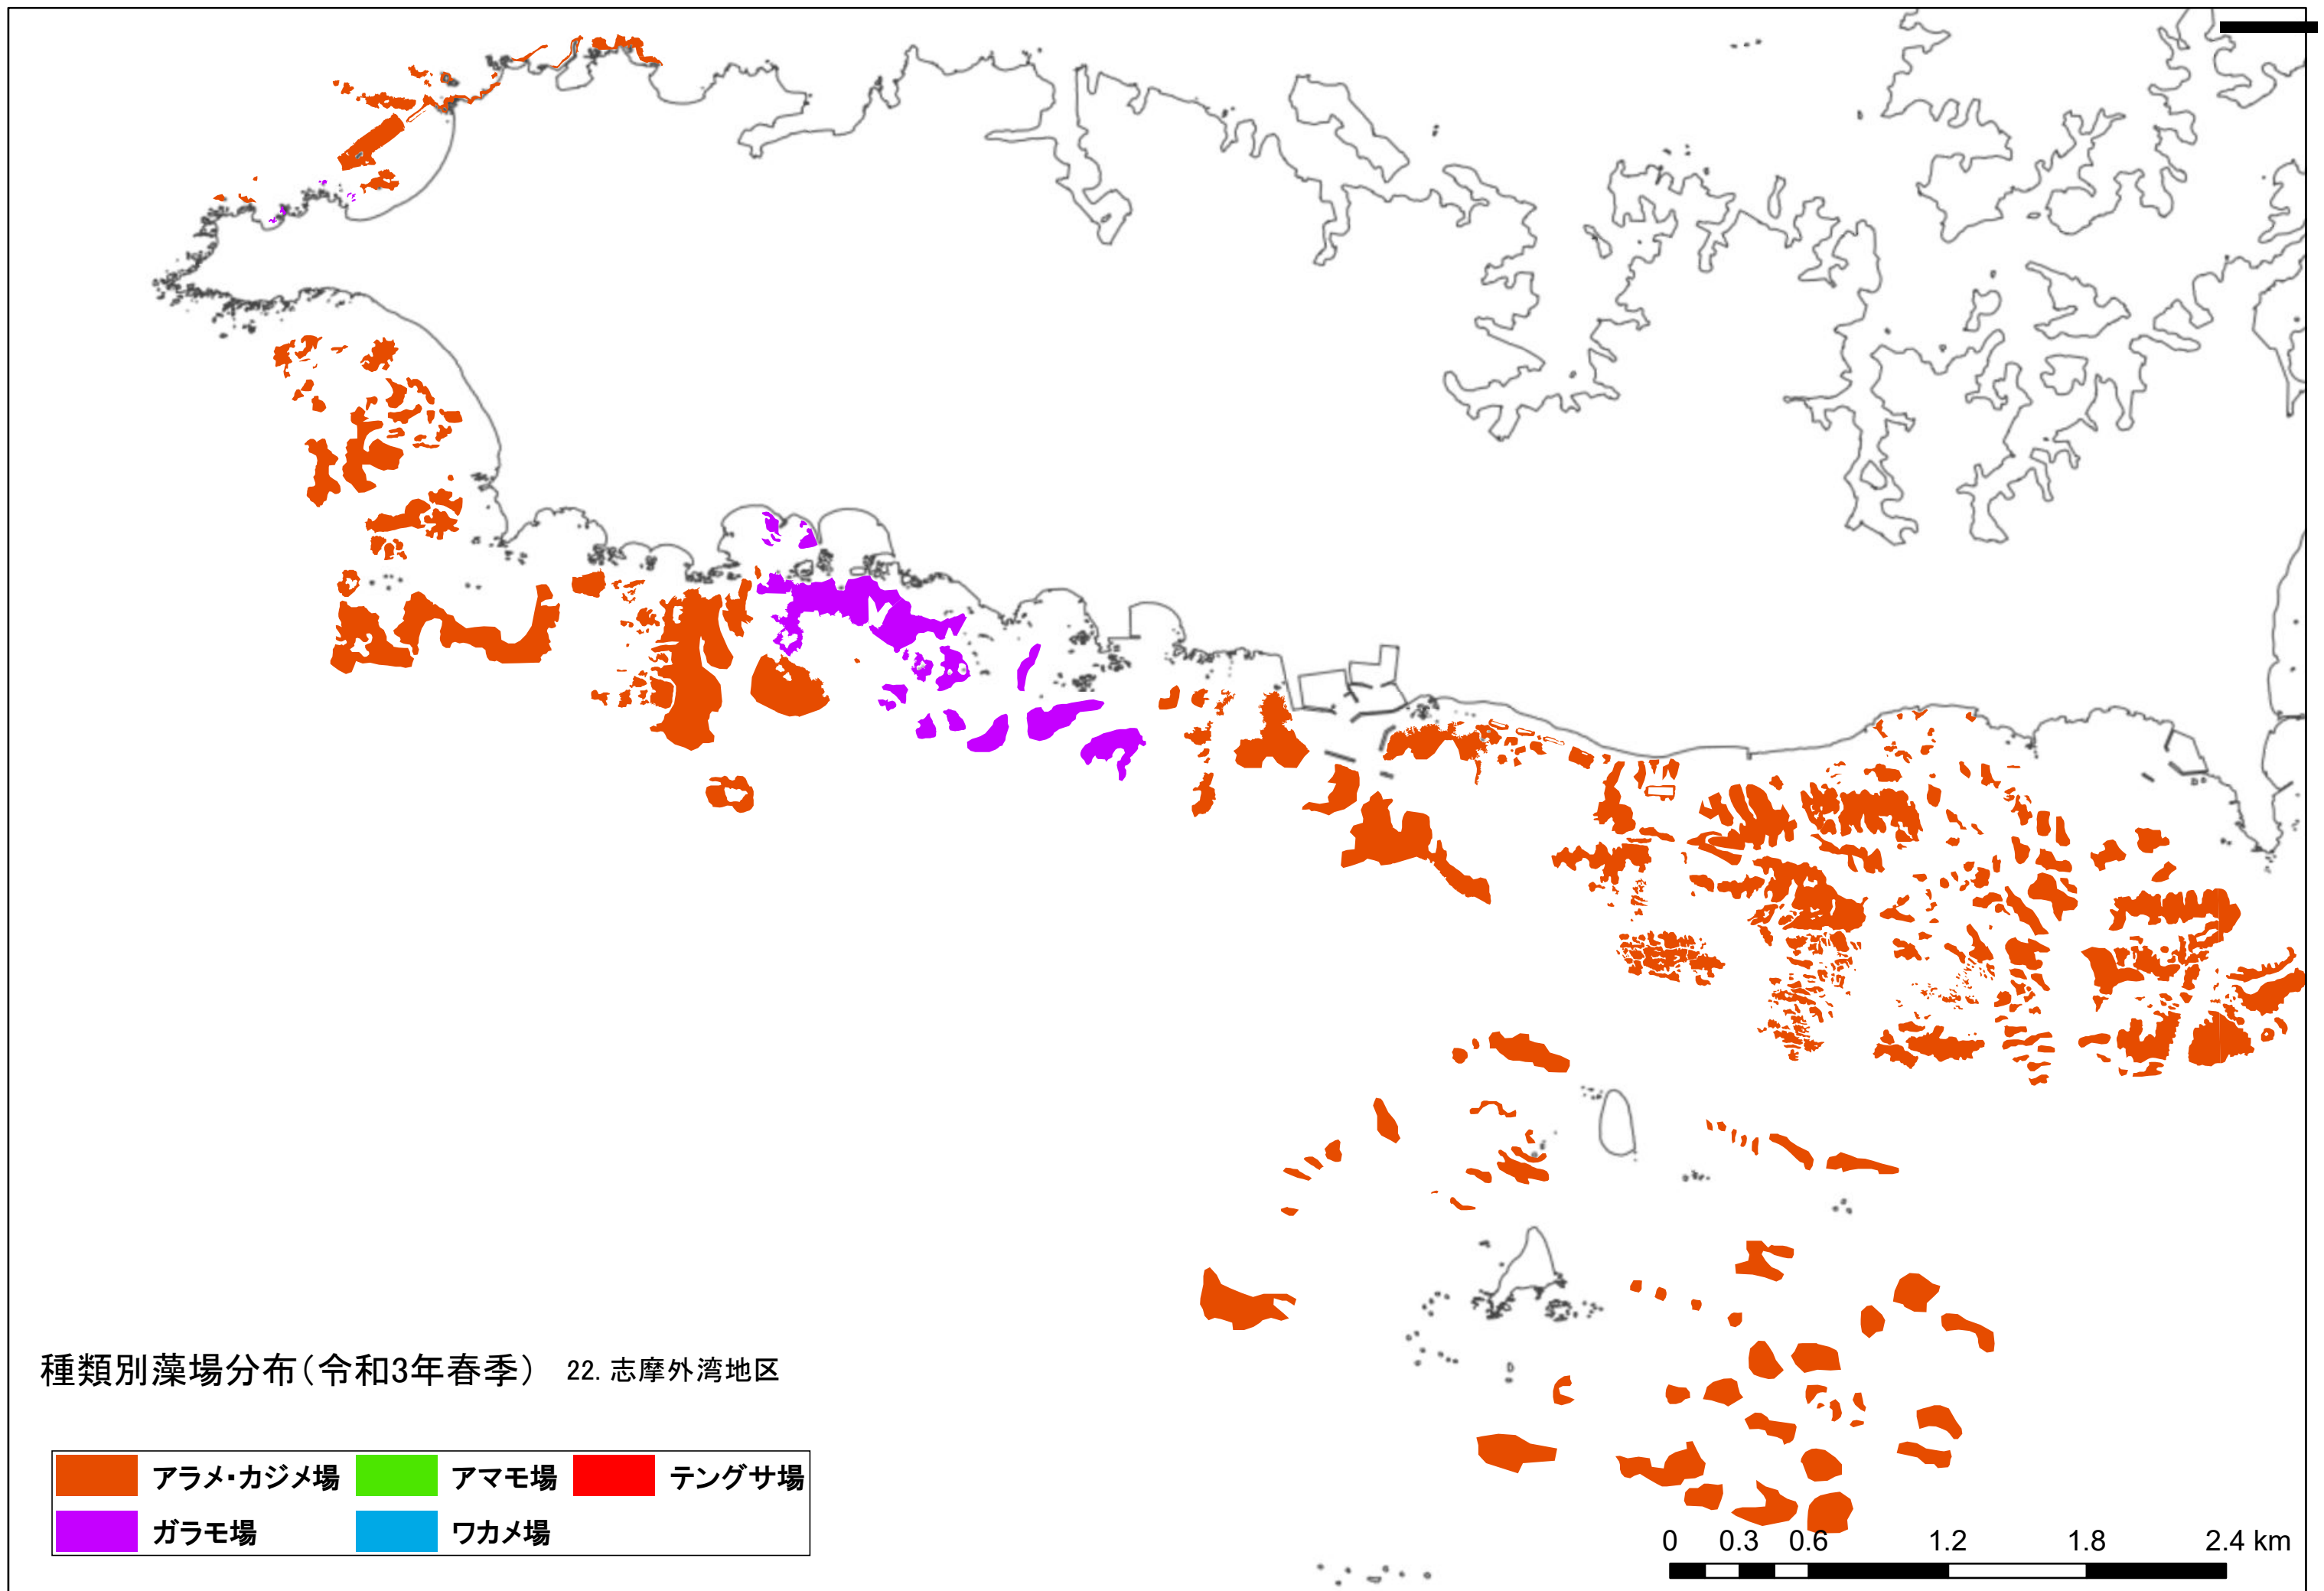 種類別藻場分布(令和3年春季) 22. 志摩外湾地区
アラメ・カジメ場 アマモ場 テングサ場
ガラモ場 ワカメ場
0 0.3 0.6 1.2 1.8 2.4 km